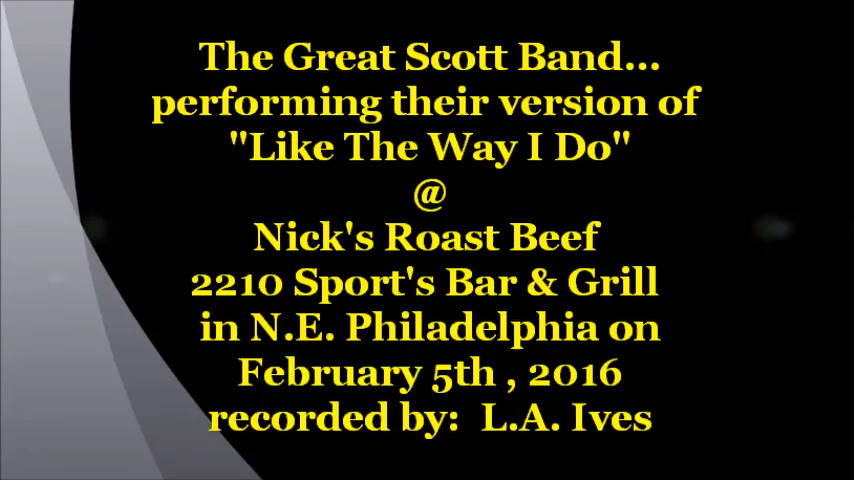 The Great Scott Band...
performing their version of
"Like The Way I Do"
@
Nick's Roast Beef
2210 Sport's Bar & Grill
in N.E. Philadelphia on
February 5th , 2016
recorded by:  L.A. Ives